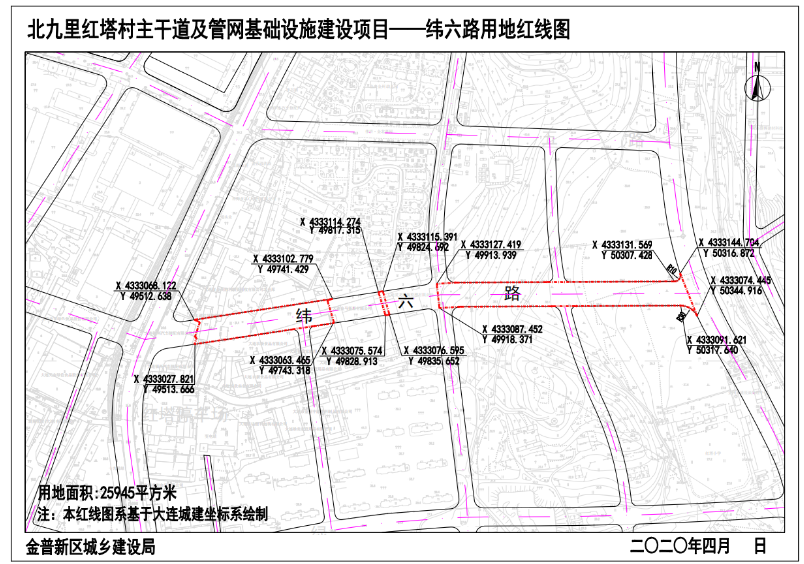 北九里红塔村主干道及管网基础设施建设项目——纬六路用地红线图
N
X 4333114.274
Y 49817.315
X 4333115.391
Y 49824.692
X 4333127.419
Y 49913.939
X 4333131.569
Y 50307.428
X 4333144.704
Y 50316.872
X 4333102.779
Y 49741.429
X 4333068.122
Y 49512.638
X 4333074.445
Y 50344.916
纬 六 路
X 4333087.452
Y 49918.371
X 4333091.621
Y 50317.640
X 4333063.465
Y 49743.318
X 4333075.574
Y 49828.913
X 4333076.595
Y 49835.652
X 4333027.821
Y 49513.666
用地面积:25945平方米
注: 本红线图系基于大连城建坐标系绘制
金普新区城乡建设局
二〇二〇年四月 日